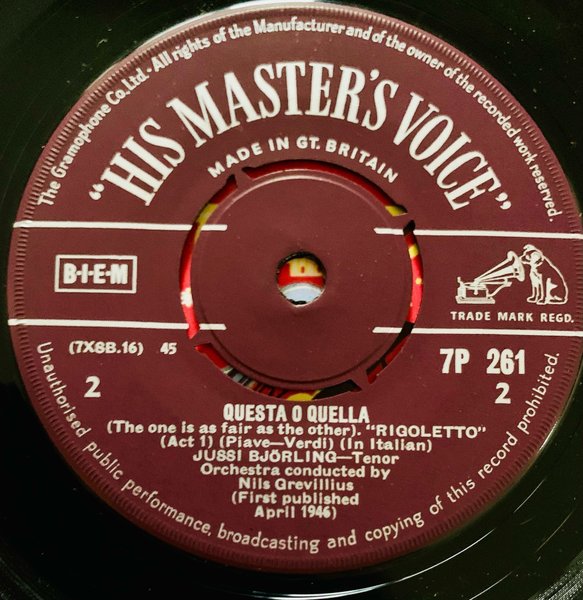 The Gramophone Co.Ltd.- All rights of the Manufacturer and of the owner of the recorded work reserved.
"HIS MASTER'S VOICE"
MADE IN GT. BRITAIN
B·I·E·M
TRADE MARK REGD.
(7XSB.16) 45
7P 261
2
2
QUESTA O QUELLA
(The one is as fair as the other). "RIGOLETTO"
(Act 1) (Piave—Verdi) (In Italian)
JUSSI BJÖRLING—Tenor
Orchestra conducted by
Nils Grevillius
(First published
April 1946)
Unauthorised public performance, broadcasting and copying of this record prohibited.